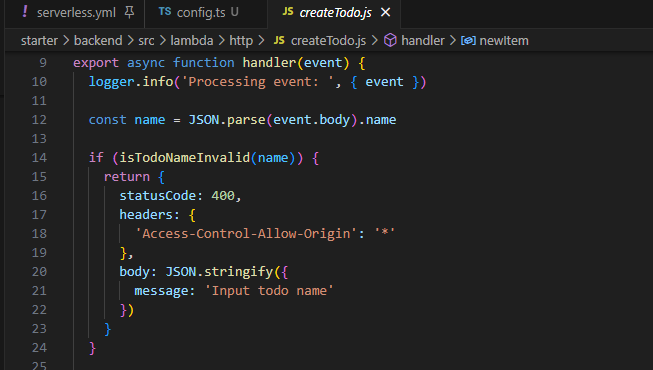 ! serverless.yml TS config.ts U JS createTodo.js ×
starter > backend > src > lambda > http > JS createTodo.js > handler > newItem
9 export async function handler(event) {
10 logger.info('Processing event: ', { event })
11
12 const name = JSON.parse(event.body).name
13
14 if (isTodoNameInvalid(name)) {
15 return {
16 statusCode: 400,
17 headers: {
18 'Access-Control-Allow-Origin': '*'
19 },
20 body: JSON.stringify({
21 message: 'Input todo name'
22 })
23 }
24 }
25